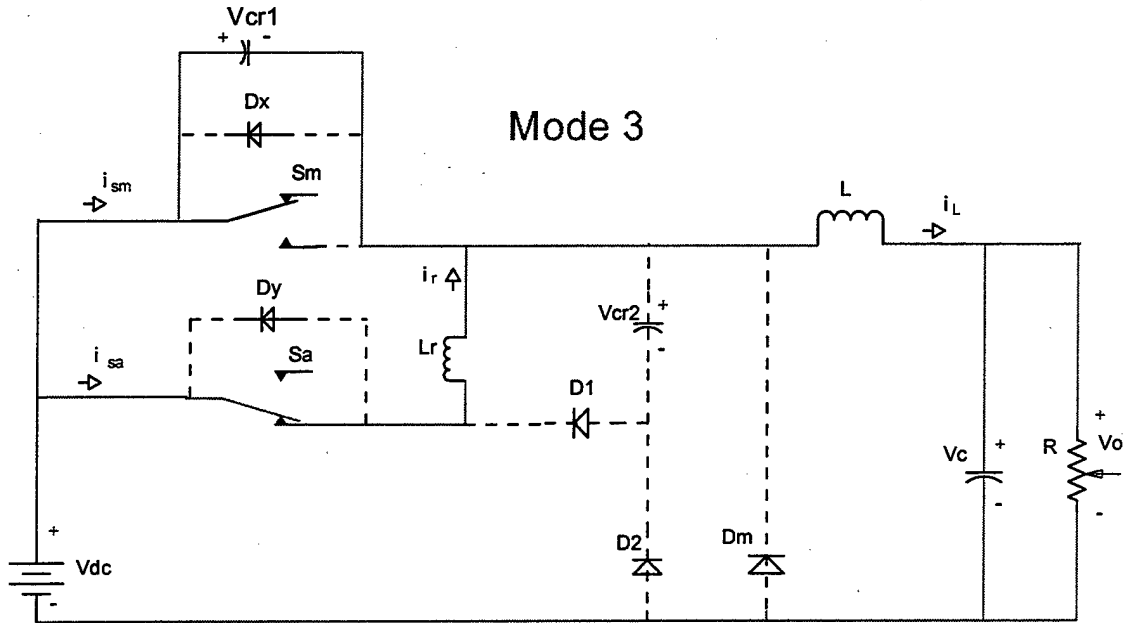 Vcr1
+ -
Dx
Mode 3
i sm
Sm
L
i L
Dy
i r
Vcr2
+
-
i sa
Sa
Lr
D1
+
Vc
+
R
Vo
-
-
D2
Dm
+
Vdc
-